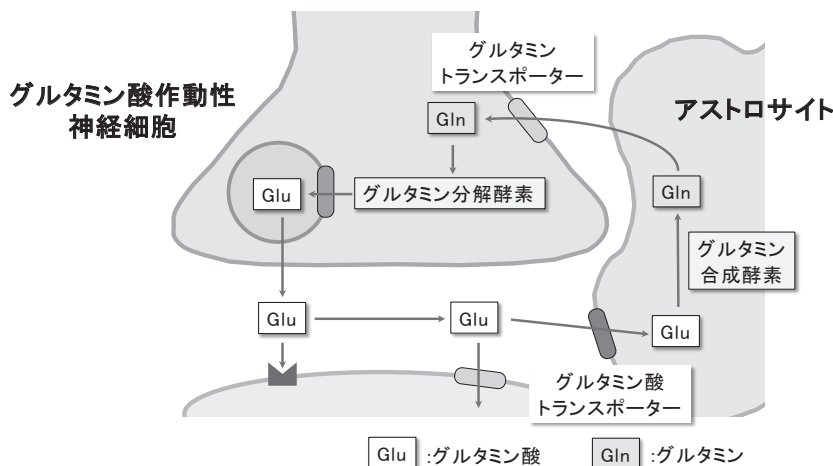 グルタミン
トランスポーター
グルタミン酸作動性
神経細胞
アストロサイト
Gln
Glu
グルタミン分解酵素
Gln
グルタミン
合成酵素
Glu
Glu
Glu
グルタミン酸
トランスポーター
Glu :グルタミン酸
Gln :グルタミン